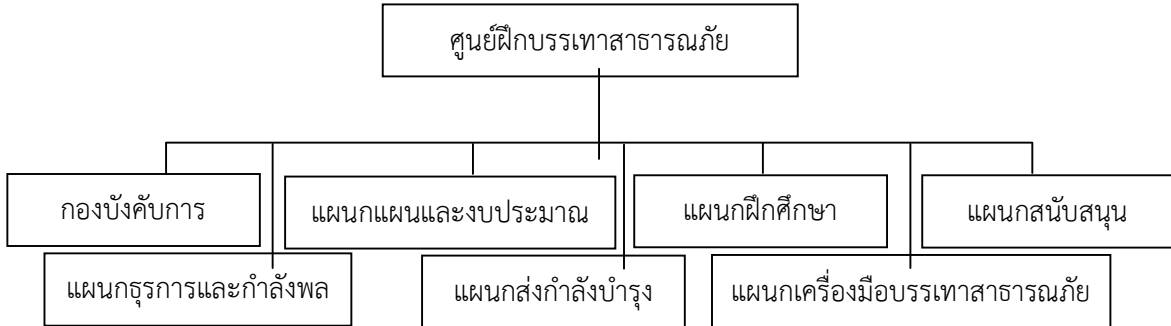 ศูนย์ฝึกบรรเทาสาธารณภัย
กองบังคับการ
แผนกแผนและงบประมาณ
แผนกฝึกศึกษา
แผนกสนับสนุน
แผนกธุรการและกำลังพล
แผนกส่งกำลังบำรุง
แผนกเครื่องมือบรรเทาสาธารณภัย